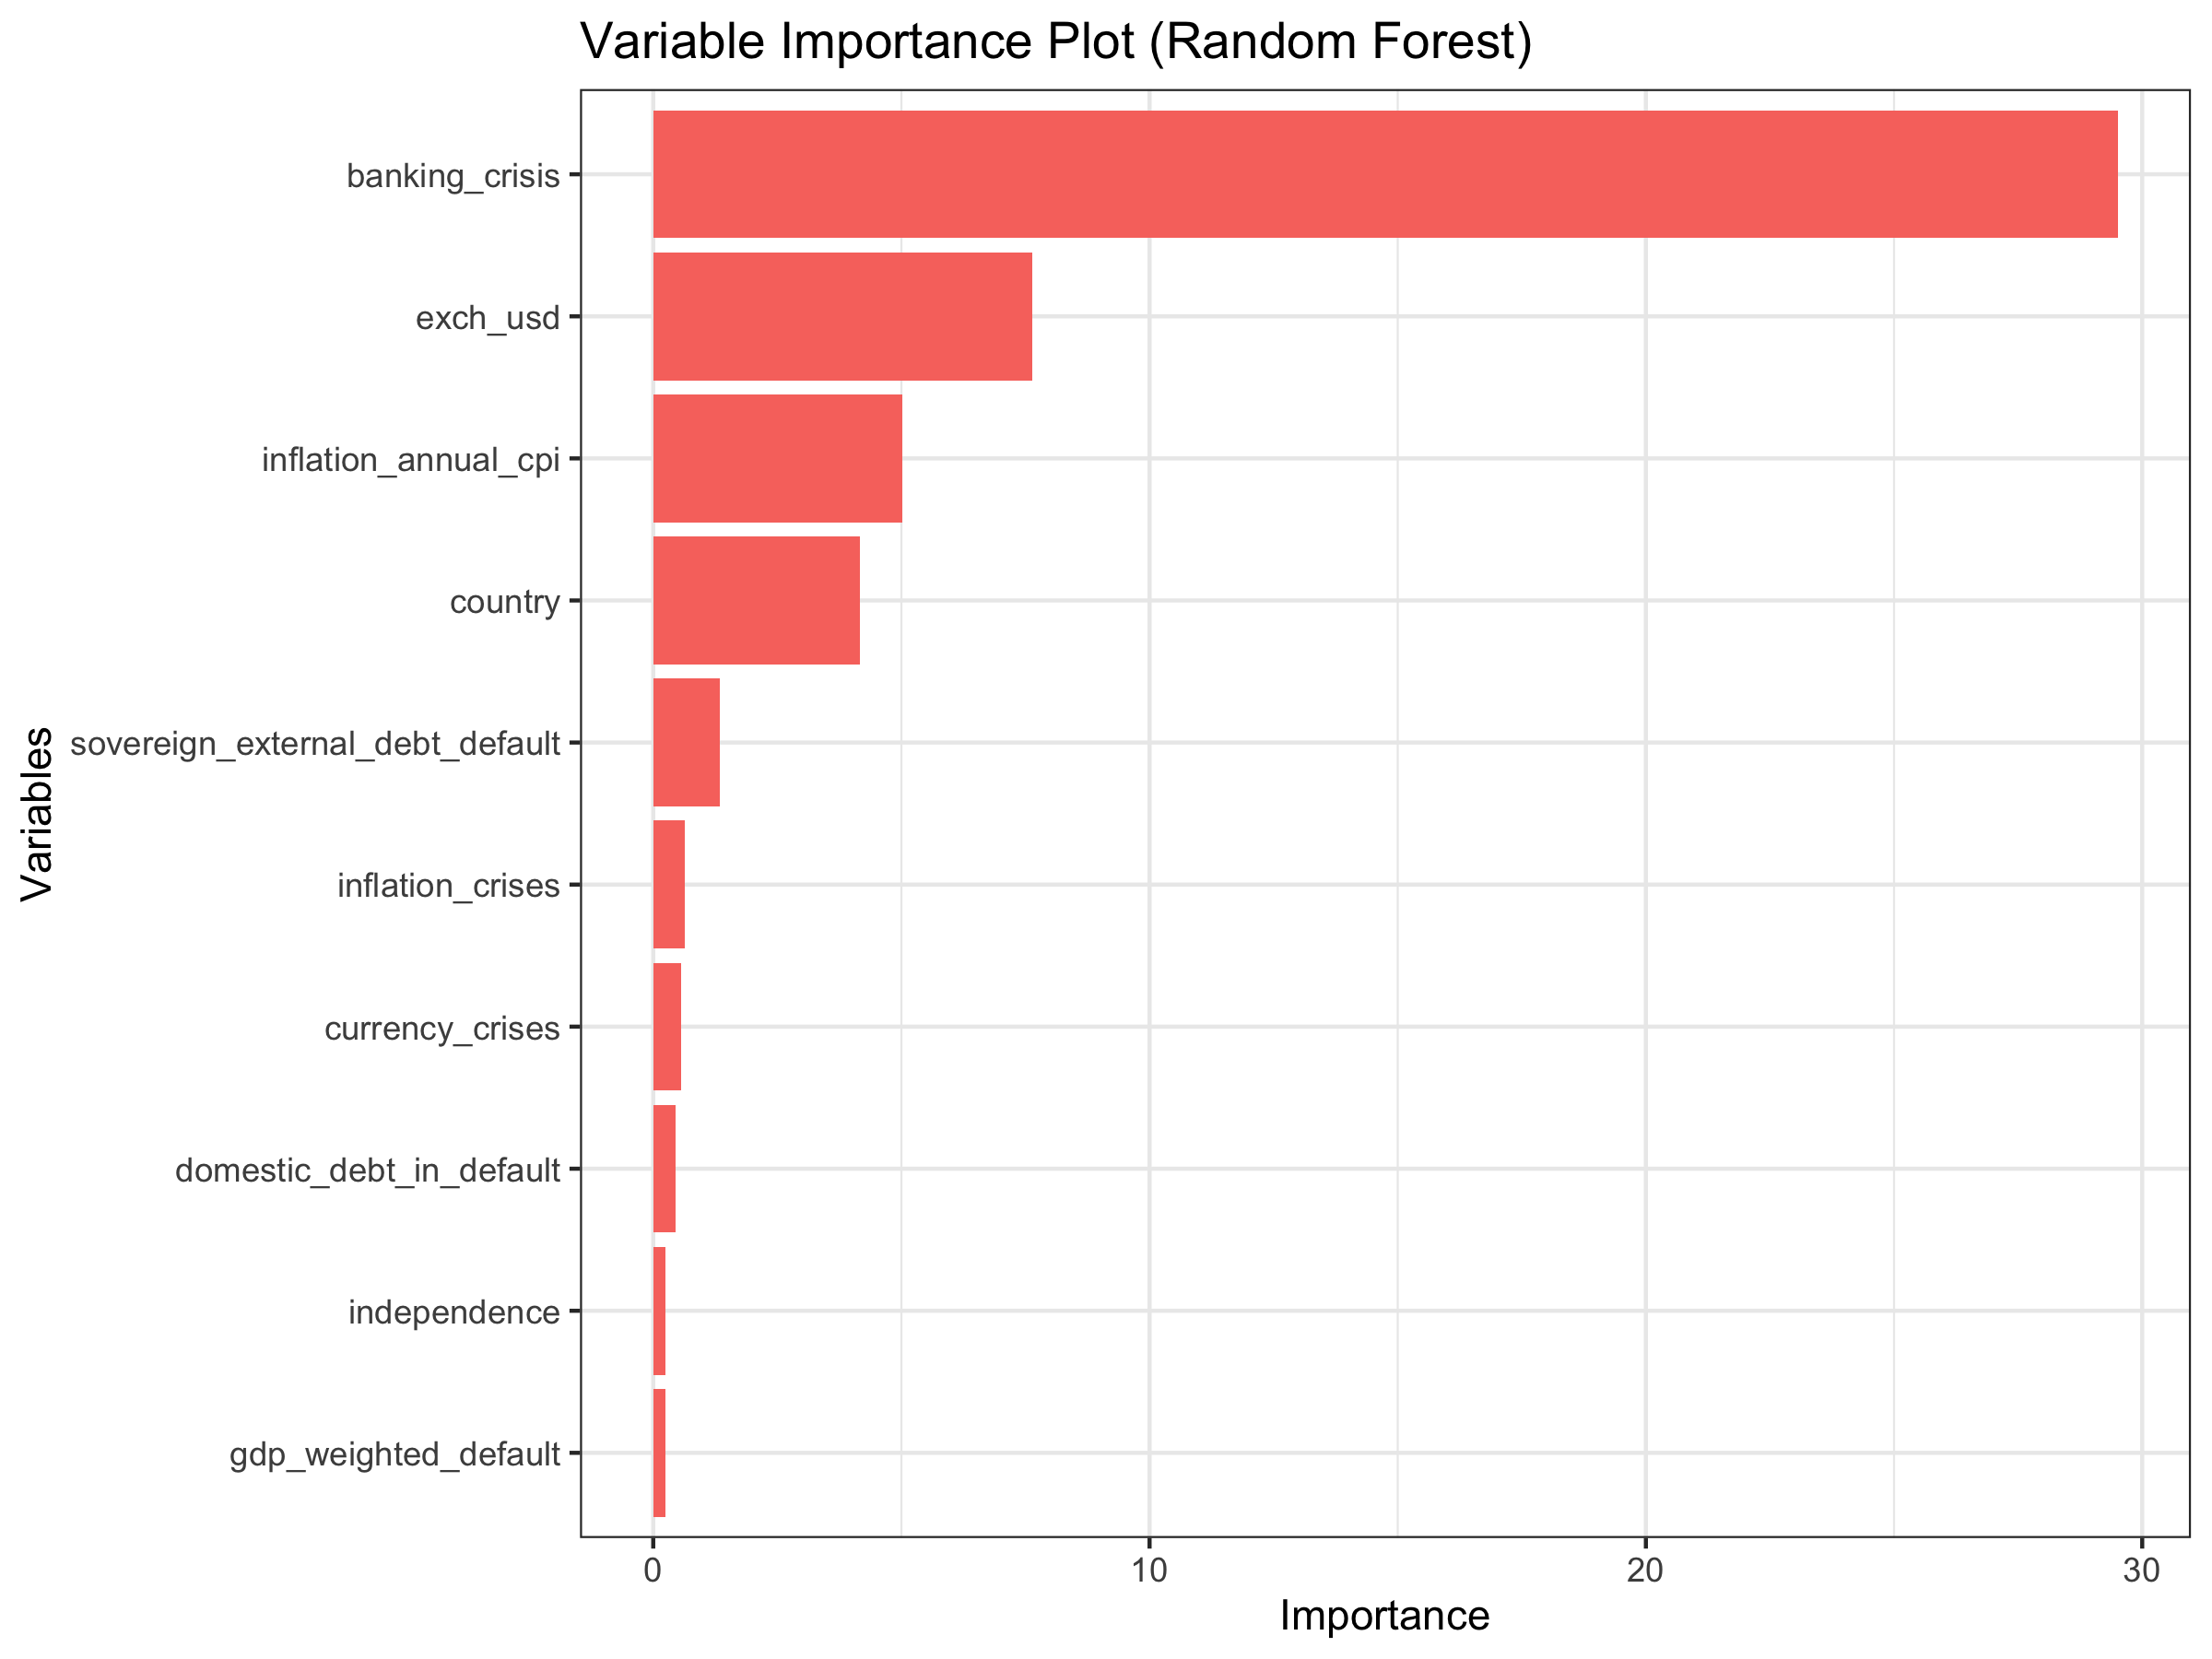 Variable Importance Plot (Random Forest)
Variables
banking_crisis
exch_usd
inflation_annual_cpi
country
sovereign_external_debt_default
inflation_crises
currency_crises
domestic_debt_in_default
independence
gdp_weighted_default
0 10 20 30
Importance